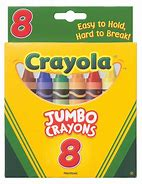 8
Easy to Hold,
Hard to Break!
Crayola
JUMBO
CRAYONS
8